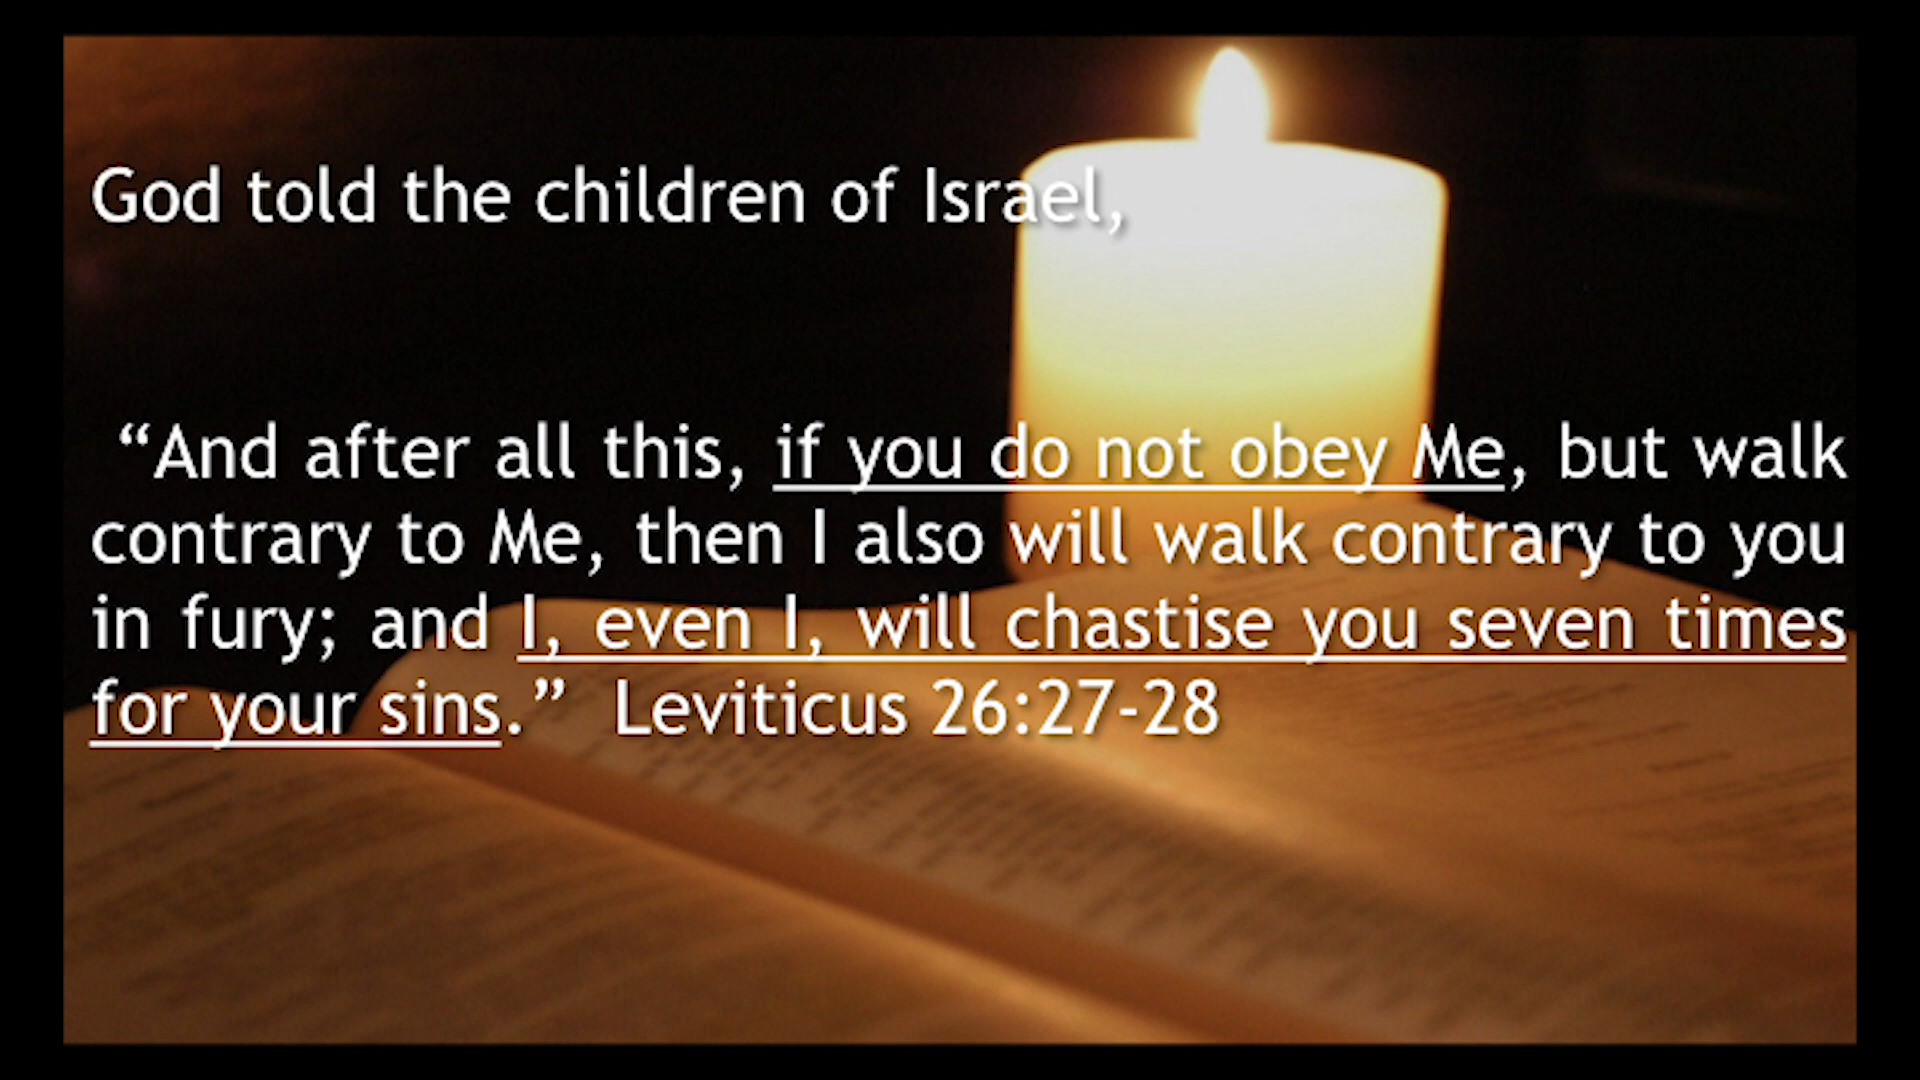 God told the children of Israel,
“And after all this, if you do not obey Me, but walk
contrary to Me, then I also will walk contrary to you
in fury; and I, even I, will chastise you seven times
for your sins.”  Leviticus 26:27-28